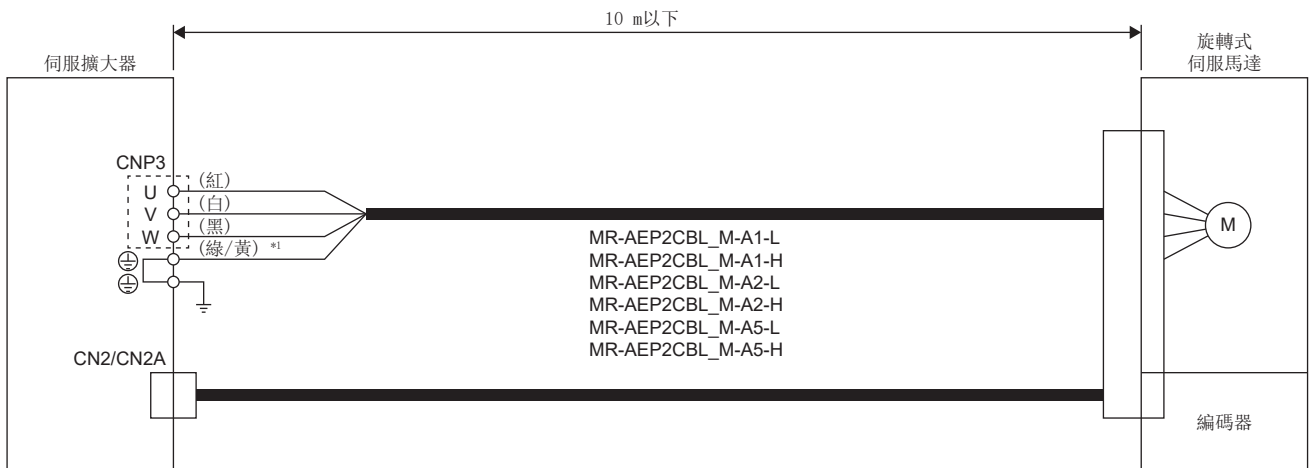 10 m以下
伺服擴大器
旋轉式
伺服馬達
CNP3
U
(紅)
V
(白)
W
(黑)
(綠/黃) *1
M
MR-AEP2CBL_M-A1-L
MR-AEP2CBL_M-A1-H
MR-AEP2CBL_M-A2-L
MR-AEP2CBL_M-A2-H
MR-AEP2CBL_M-A5-L
MR-AEP2CBL_M-A5-H
CN2/CN2A
編碼器